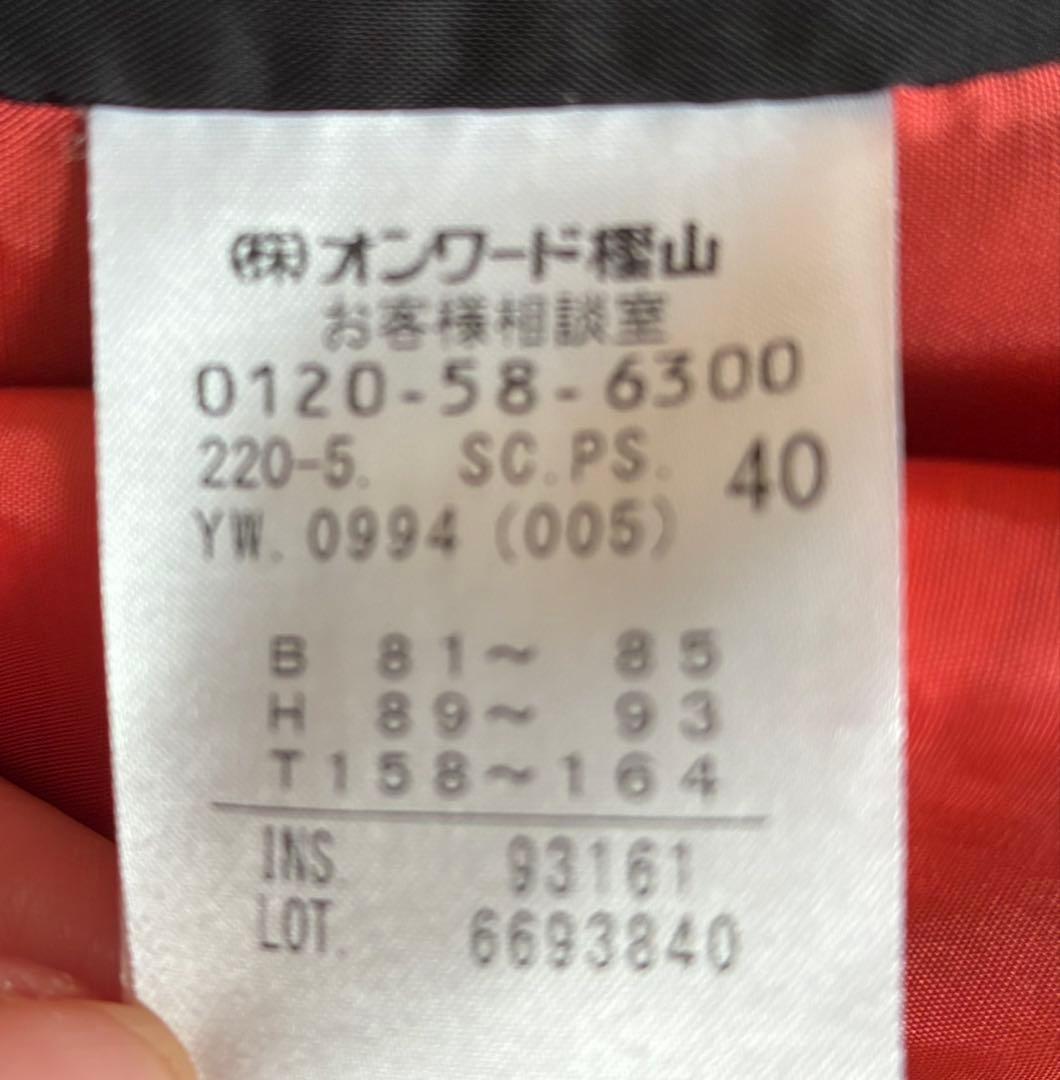 (株)オンワード樫山
お客様相談室
0120-58-6300
220-5. SC.PS. 40
YW. 0994 (005)
B 81~ 85
H 89~ 93
T158~164
INS. 93161
LOT. 6693840